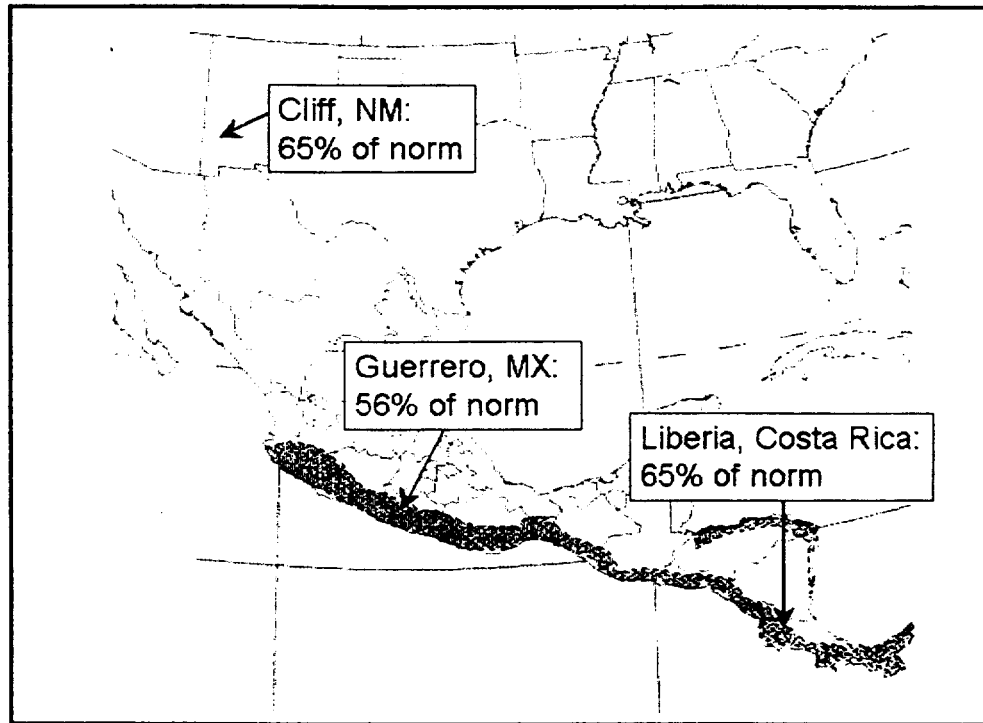 Cliff, NM:
65% of norm
Guerrero, MX:
56% of norm
Liberia, Costa Rica:
65% of norm